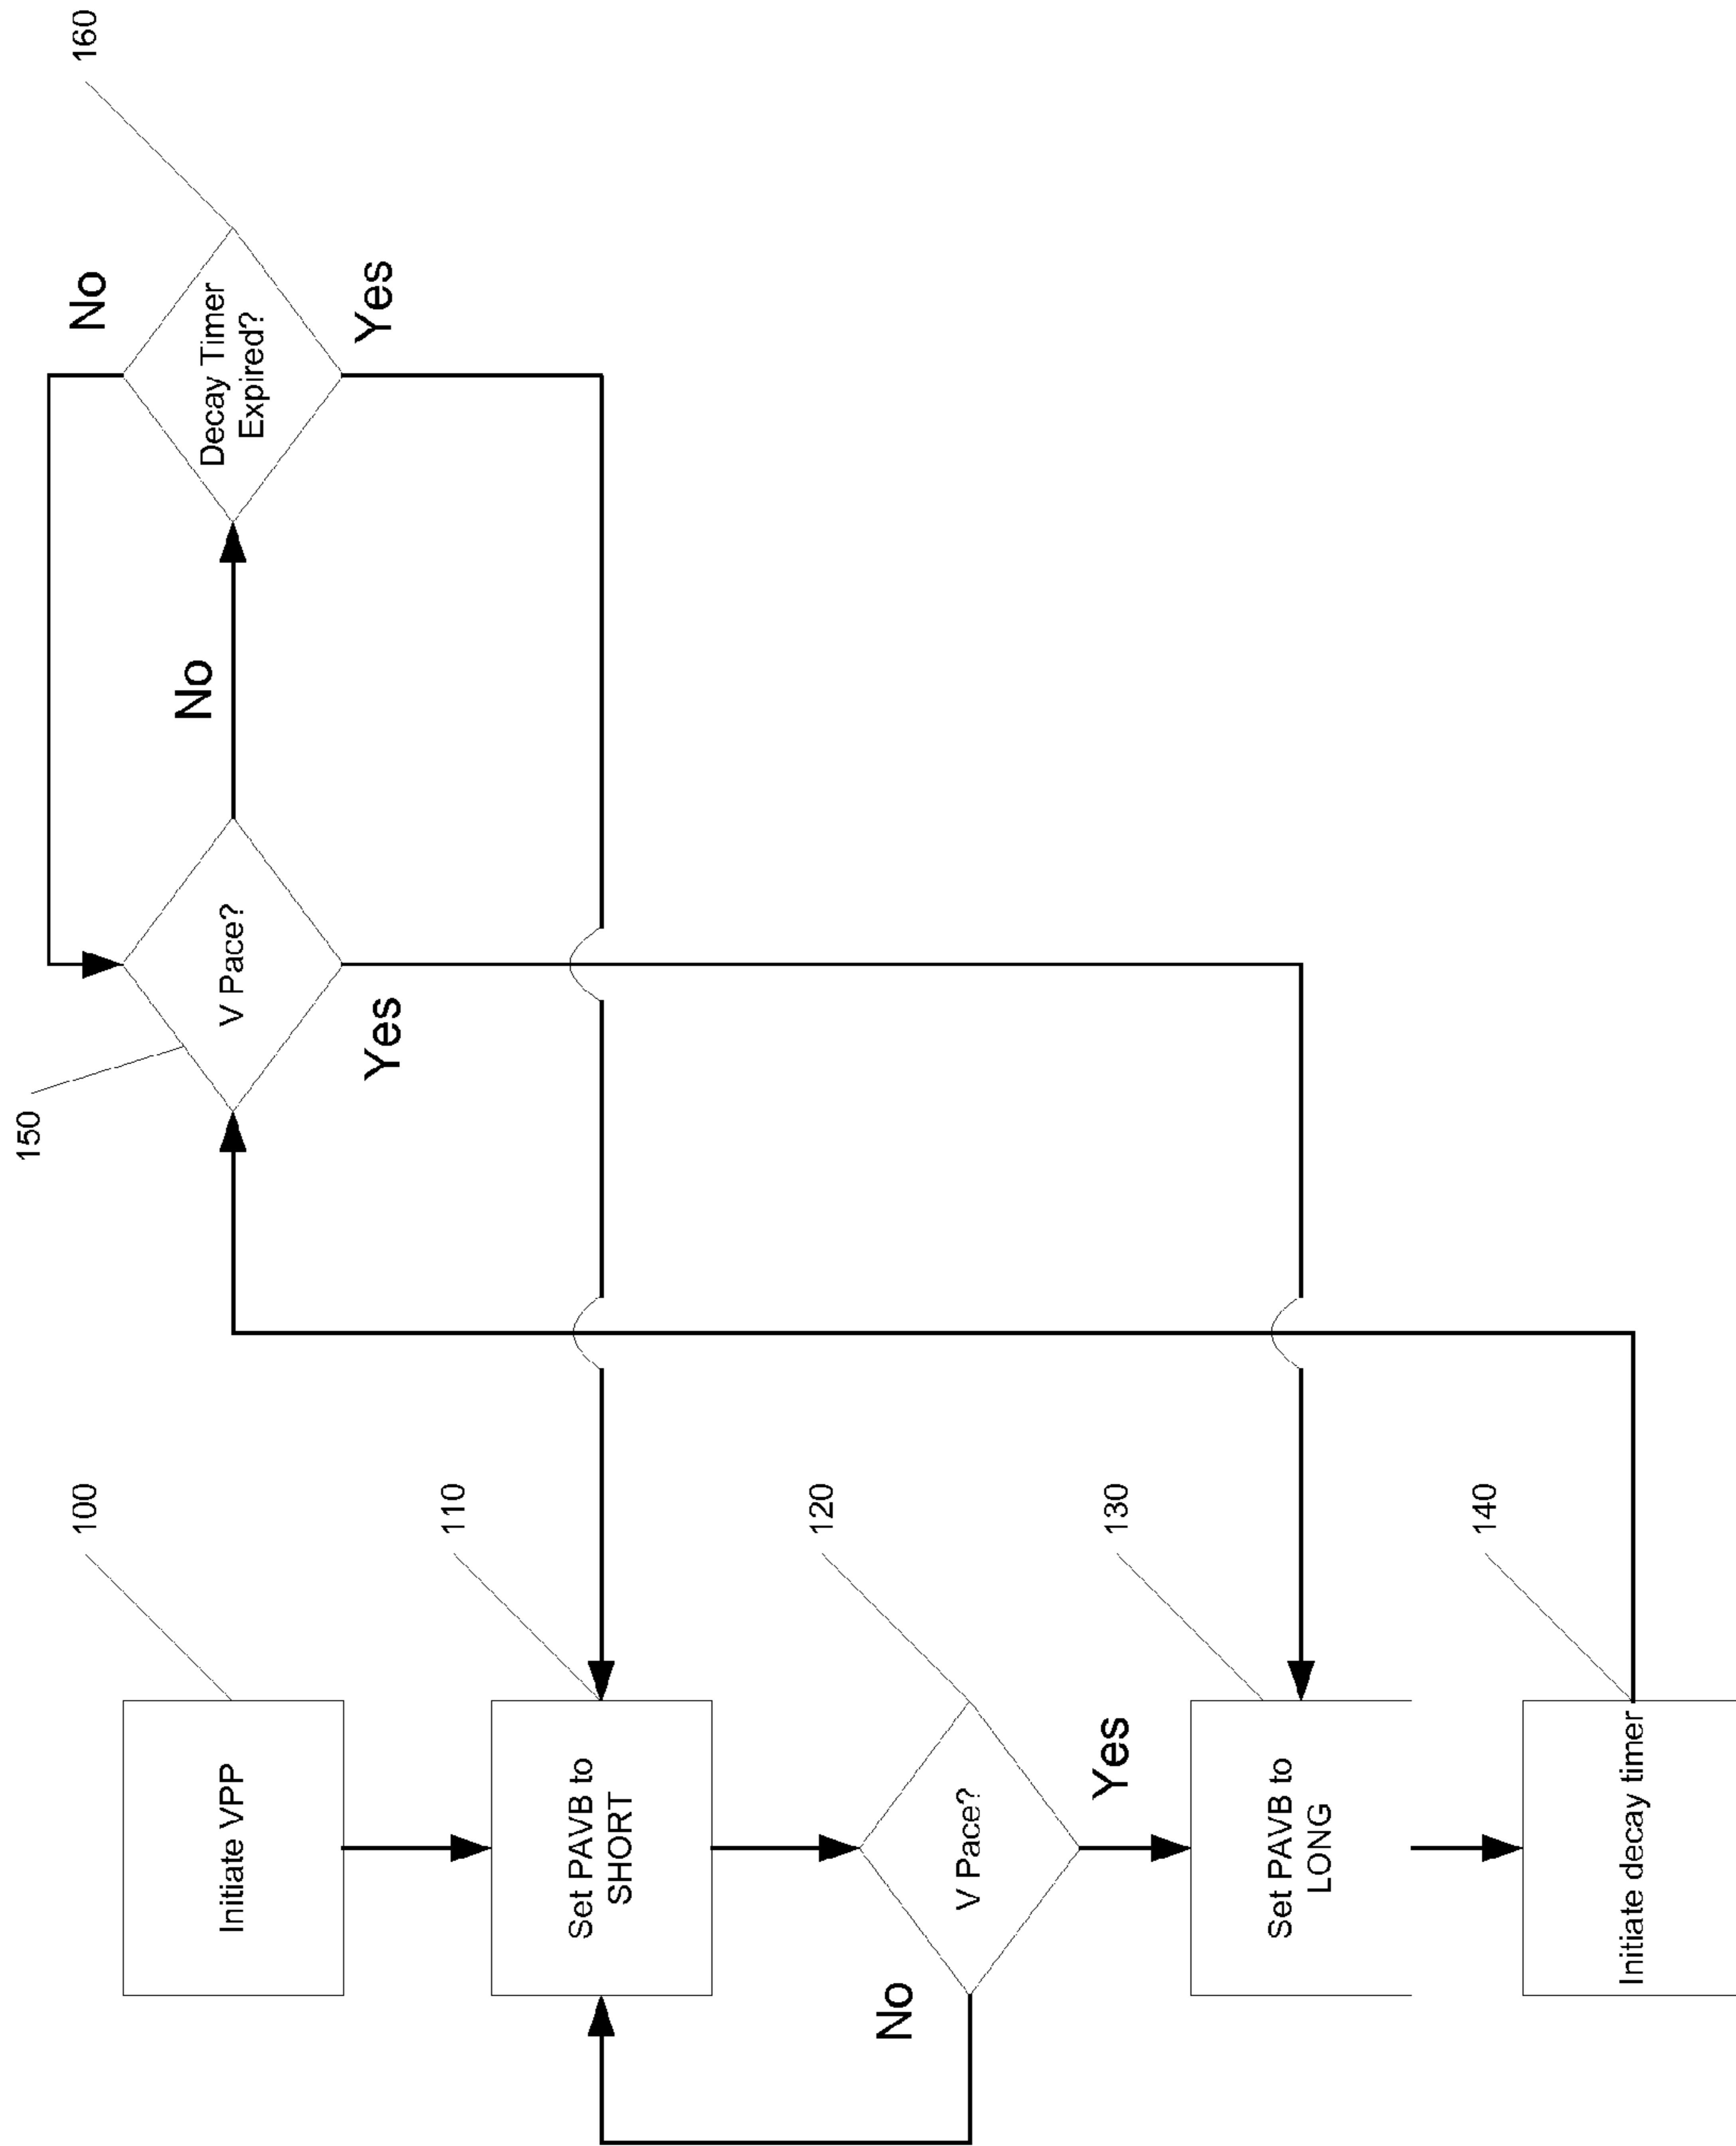 Initiate VPP
100
Set PAVB to
SHORT
110
V Pace?
120
No
Yes
Set PAVB to
LONG
130
Initiate decay timer
140
150
V Pace?
Yes
No
Decay Timer
Expired?
160
No
Yes